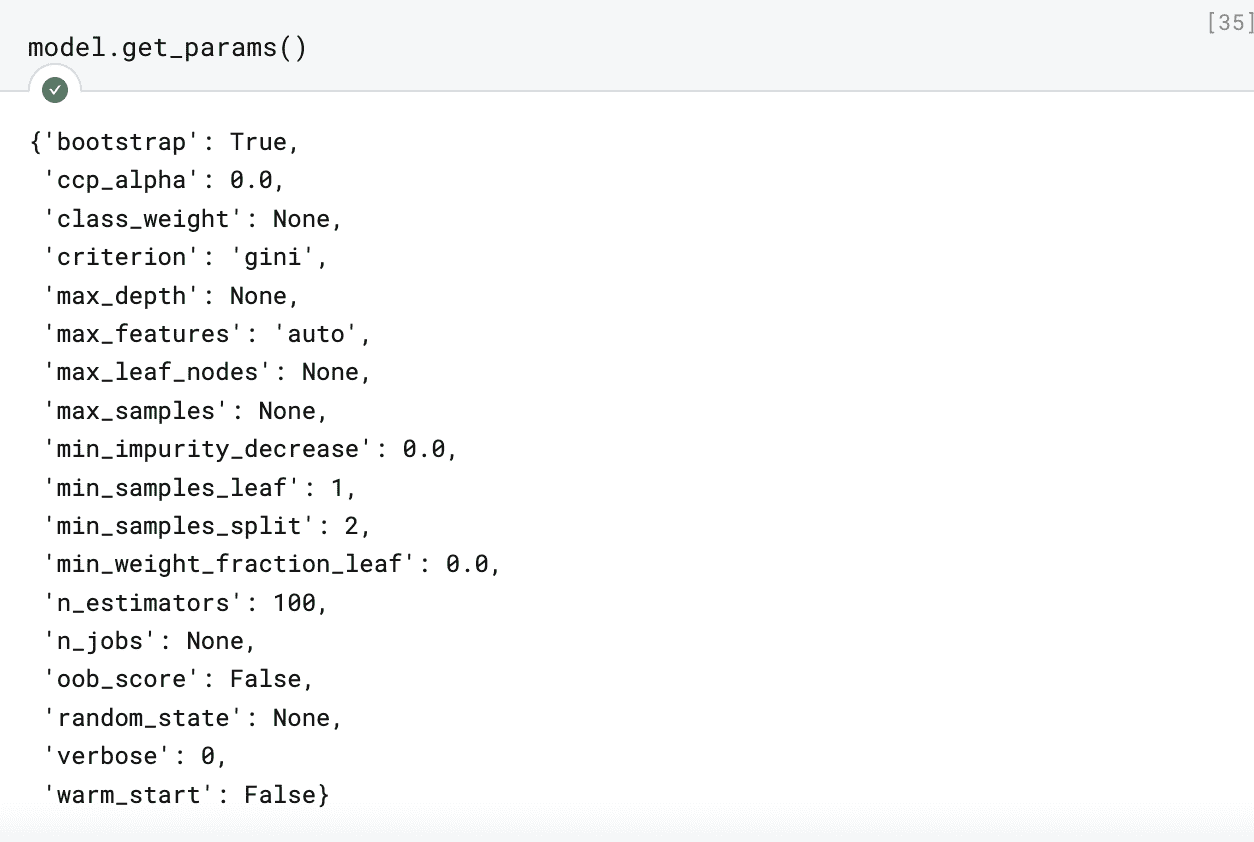 [35]
model.get_params()
{'bootstrap': True,
 'ccp_alpha': 0.0,
 'class_weight': None,
 'criterion': 'gini',
 'max_depth': None,
 'max_features': 'auto',
 'max_leaf_nodes': None,
 'max_samples': None,
 'min_impurity_decrease': 0.0,
 'min_samples_leaf': 1,
 'min_samples_split': 2,
 'min_weight_fraction_leaf': 0.0,
 'n_estimators': 100,
 'n_jobs': None,
 'oob_score': False,
 'random_state': None,
 'verbose': 0,
 'warm_start': False}